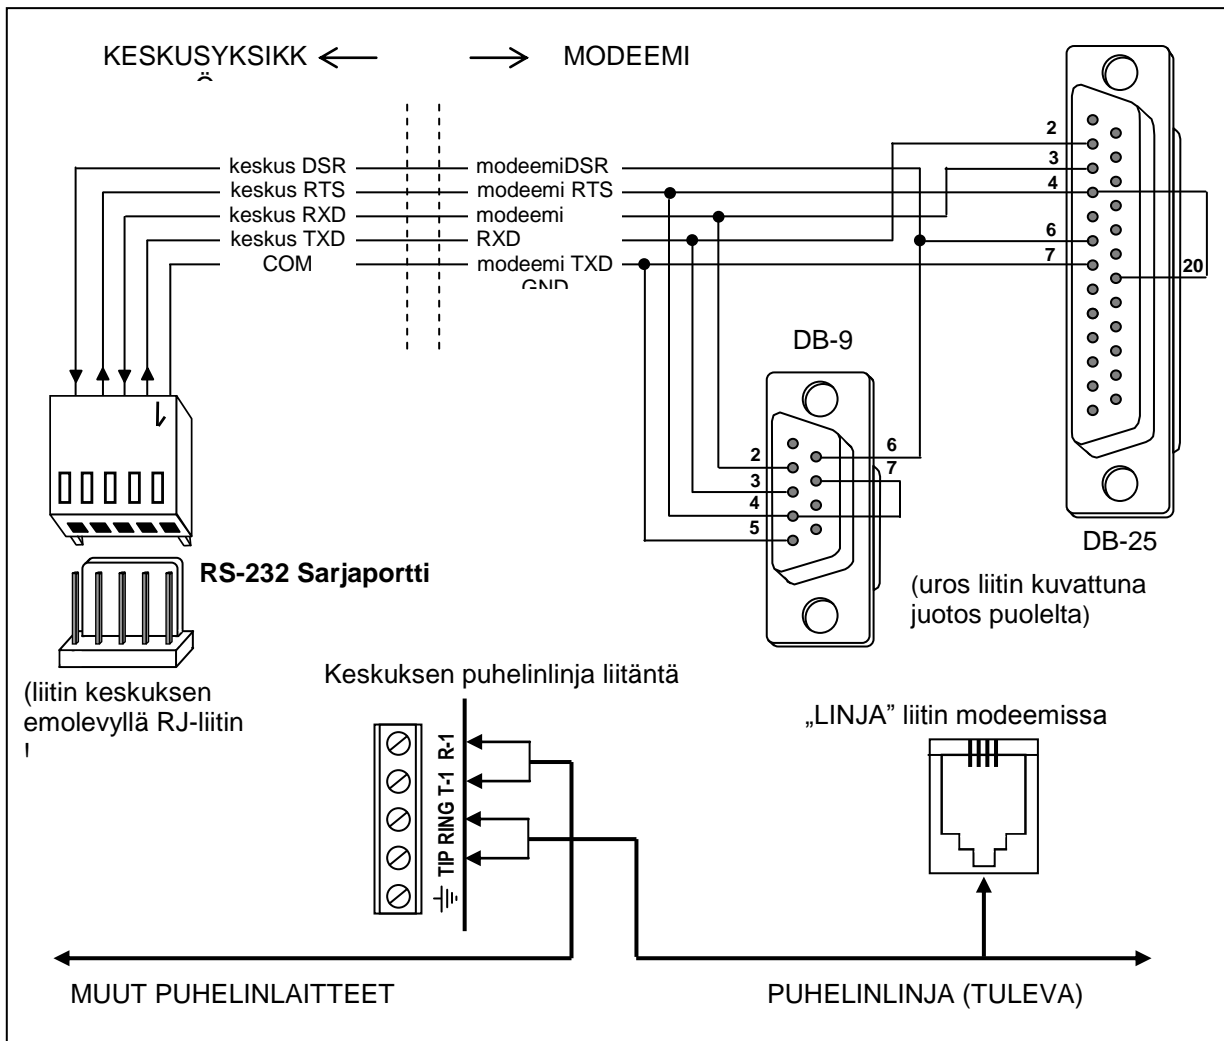 KESKUSYKSIKK
Ö
MODEEMI
keskus DSR
keskus RTS
keskus RXD
keskus TXD
COM
modeemiDSR
modeemi RTS
modeemi
RXD
modeemi TXD
GND
2
3
4
6
7
20
DB-25
DB-9
2
3
4
5
6
7
(uros liitin kuvattuna
juotos puolelta)
RS-232 Sarjaportti
(liitin keskuksen
emolevyllä RJ-liitin
Keskuksen puhelinlinja liitäntä
R-1
T-1
RING
TIP
„LINJA” liitin modeemissa
MUUT PUHELINLAITTEET
PUHELINLINJA (TULEVA)